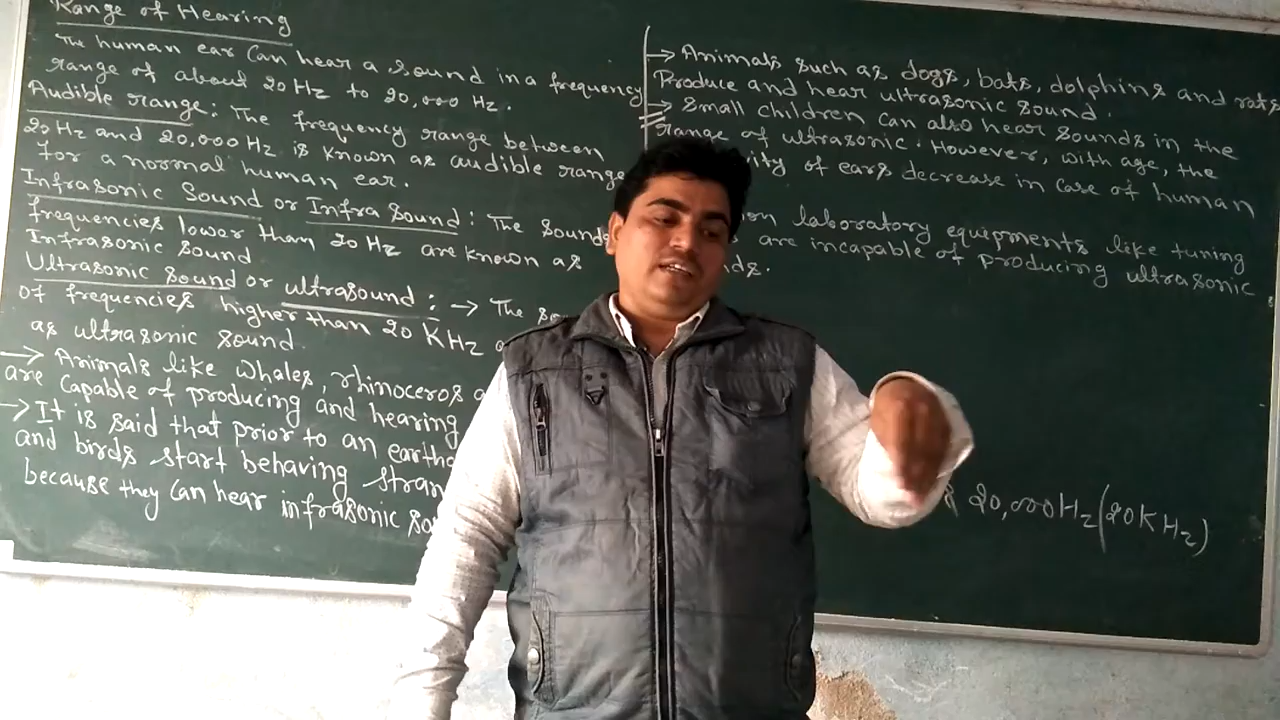 Range of Hearing
The human ear Can hear a sound in a frequency
range of about 20 Hz to 20,000 Hz.
Audible range: The frequency range between
20Hz and 20,000 Hz is known as audible range
for a normal human ear.
Infrasonic Sound or Infra Sound: The sounds
frequencies lower than 20 Hz are known as
Infrasonic sound
Ultrasonic sound or ultrasound: → The
of frequencies higher than 20 KHz
as ultrasonic sound.
→ Animals like whales, rhinoceros
are capable of producing and hearing
→ It is said that prior to an
and birds start behaving
because they Can hear infrasonic
→ Animals such as dogs, bats, dolphins and rats
Produce and hear ultrasonic sound.
→ Small children can also hear sounds in the
range of ultrasonic. However, with age, the
of ears decrease in case of human
laboratory equipments like tuning
are incapable of producing ultrasonic
20,000Hz (20KHz)